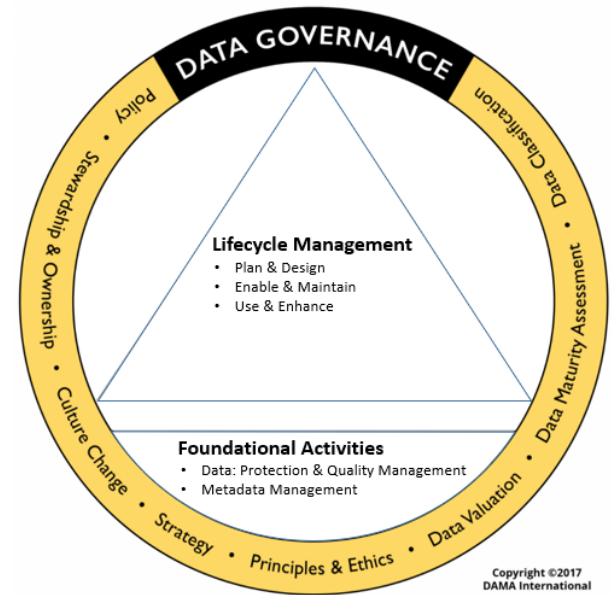 DATA GOVERNANCE
Policy • Stewardship & Ownership • Culture Change • Strategy • Principles & Ethics • Data Valuation • Data Maturity Assessment • Data Classification
Lifecycle Management
• Plan & Design
• Enable & Maintain
• Use & Enhance
Foundational Activities
• Data: Protection & Quality Management
• Metadata Management
Copyright ©2017
DAMA International